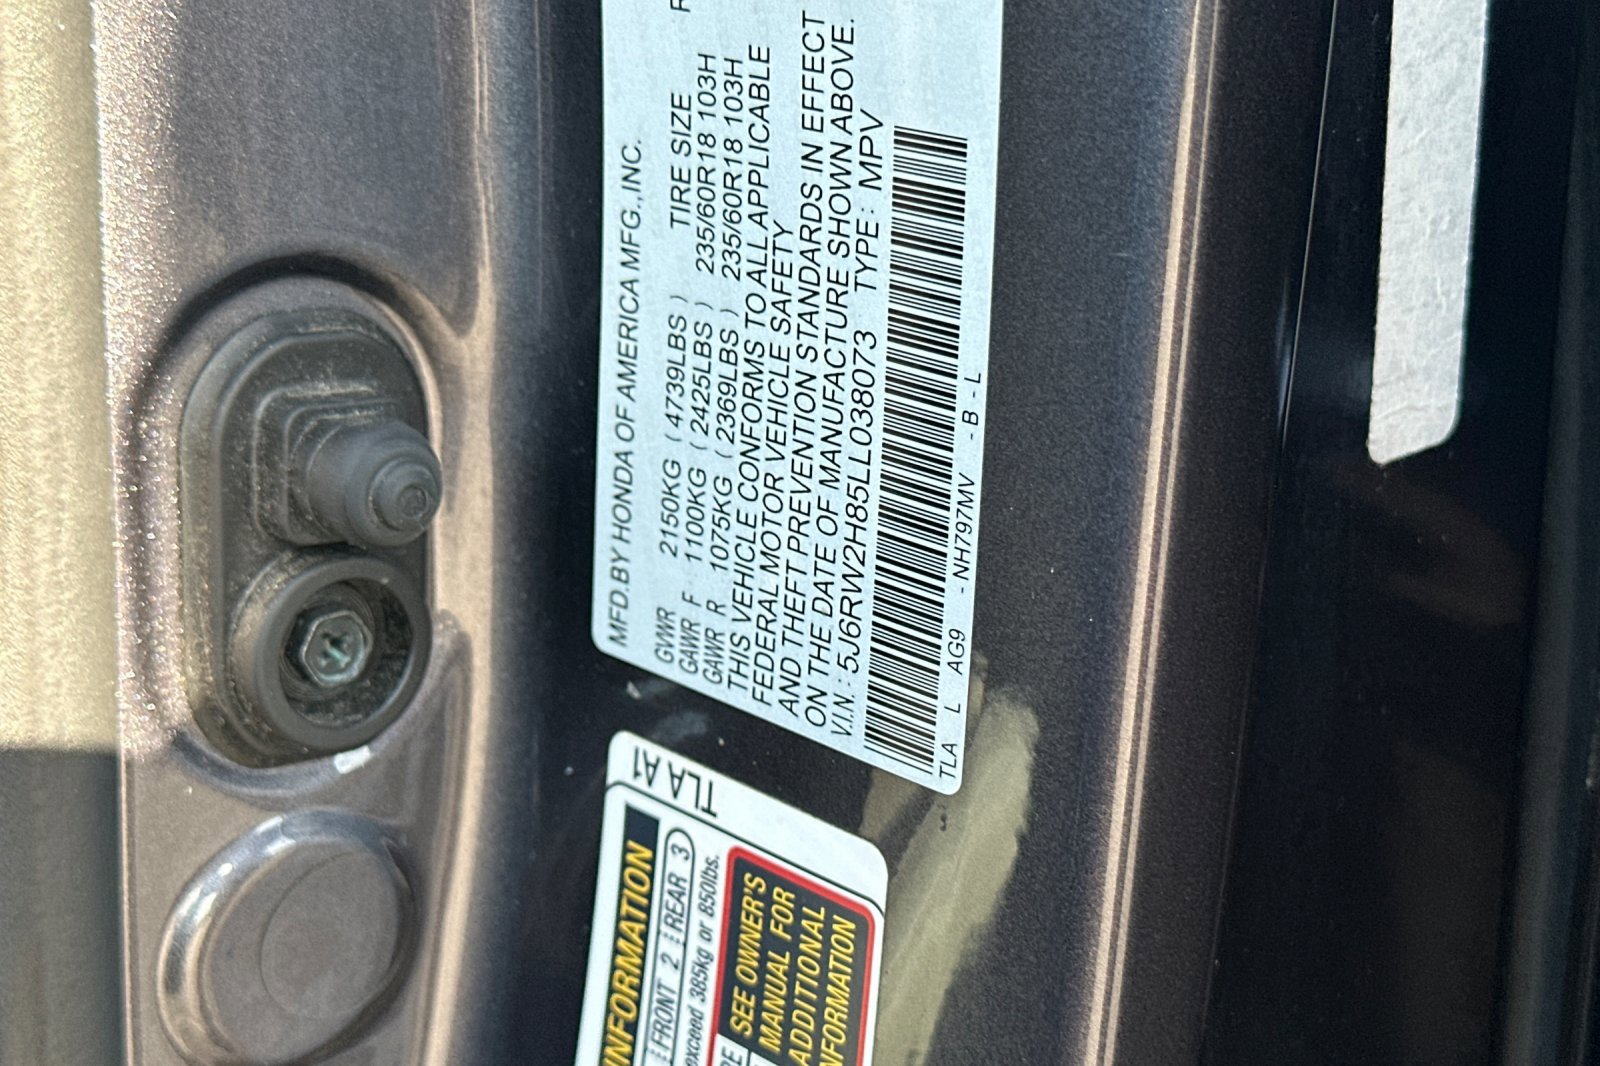 MFD.BY HONDA OF AMERICA MFG.,INC.
TIRE SIZE R
GVWR 2150KG ( 4739LBS )
GAWR F 1100KG ( 2425LBS ) 235/60R18 103H
GAWR R 1075KG ( 2369LBS ) 235/60R18 103H
THIS VEHICLE CONFORMS TO ALL APPLICABLE
FEDERAL MOTOR VEHICLE SAFETY
AND THEFT PREVENTION STANDARDS IN EFFECT
ON THE DATE OF MANUFACTURE SHOWN ABOVE.
V.I.N.: 5J6RW2H85LL038073 TYPE: MPV
TLA L AG9 - NH797MV - B - L
TLA A1
INFORMATION
FRONT 2 REAR 3
exceed 385kg or 850lbs.
SEE OWNER'S
MANUAL FOR
ADDITIONAL
INFORMATION